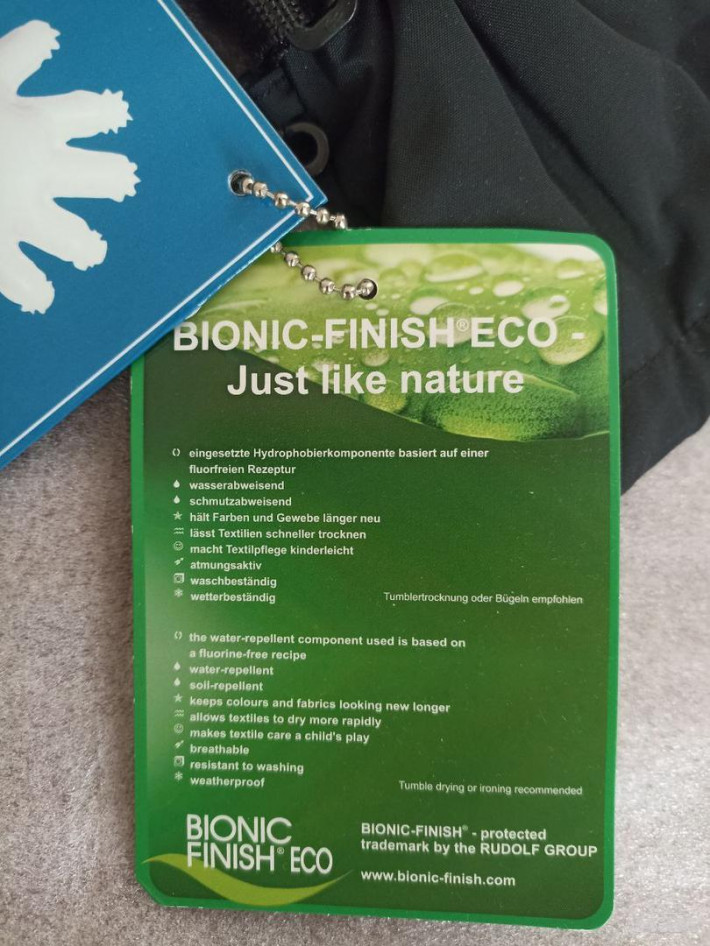 BIONIC-FINISH® ECO -
Just like nature
eingesetzte Hydrophobierkomponente basiert auf einer
fluorfreien Rezeptur
wasserabweisend
schmutzabweisend
hält Farben und Gewebe länger neu
lässt Textilien schneller trocknen
macht Textilpflege kinderleicht
atmungsaktiv
waschbeständig
wetterbeständig
Tumblertrocknung oder Bügeln empfohlen
the water-repellent component used is based on
a fluorine-free recipe
water-repellent
soil-repellent
keeps colours and fabrics looking new longer
allows textiles to dry more rapidly
makes textile care a child's play
breathable
resistant to washing
weatherproof
Tumble drying or ironing recommended
BIONIC
FINISH® ECO
BIONIC-FINISH® - protected
trademark by the RUDOLF GROUP
www.bionic-finish.com